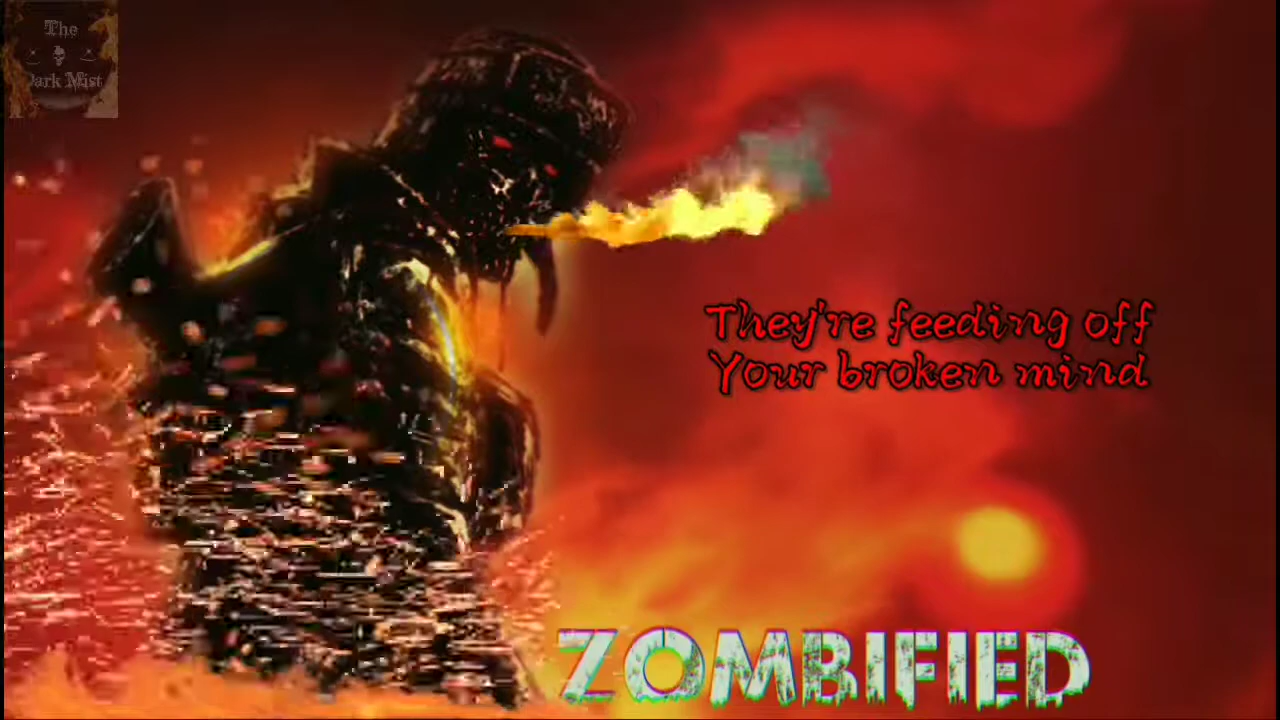 The
Dark Mist
They're feeding off
Your broken mind
ZOMBIFIED